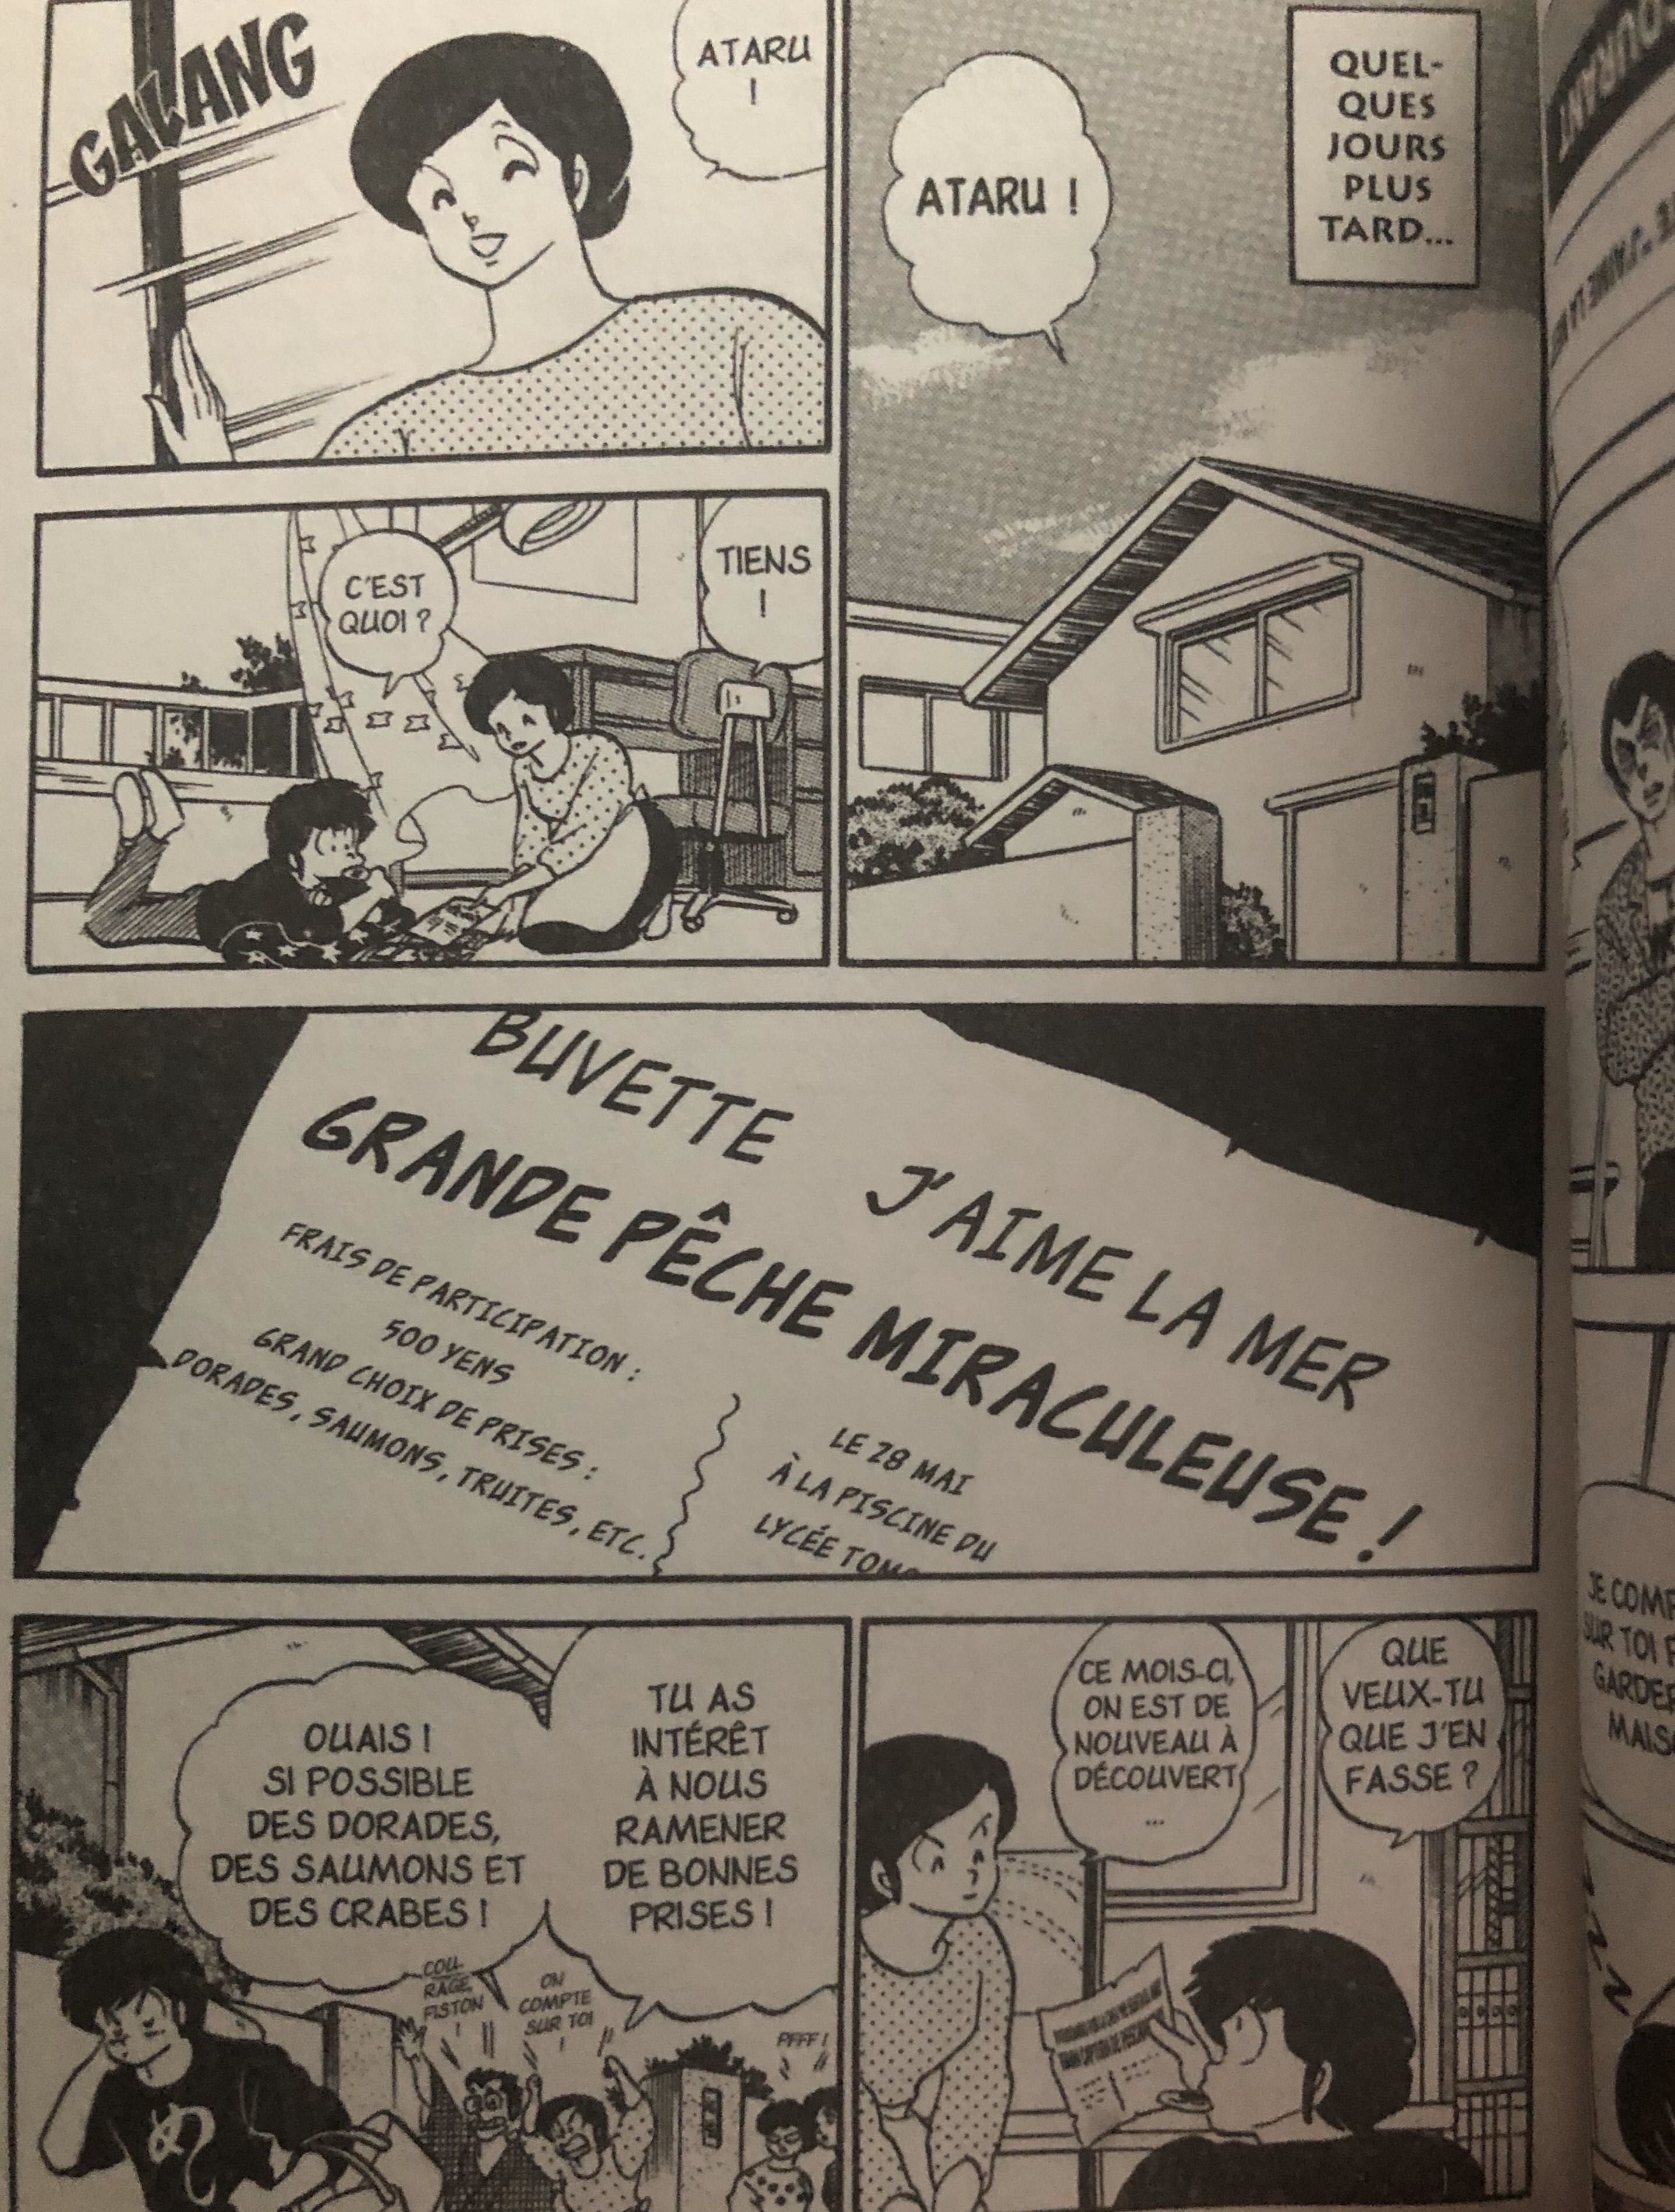 QUEL-
QUES
JOURS
PLUS
TARD...
ATARU !
ATARU
!
GALANG
TIENS
!
C'EST
QUOI ?
BUVETTE J'AIME LA MER
GRANDE PÊCHE MIRACULEUSE !
LE 28 MAI
À LA PISCINE DU
LYCÉE
FRAIS DE PARTICIPATION :
500 YENS
GRAND CHOIX DE PRISES :
DORADES, SAUMONS, TRUITES, ETC.
QUE
VEUX-TU
QUE J'EN
FASSE ?
CE MOIS-CI,
ON EST DE
NOUVEAU À
DÉCOUVERT
...
TU AS
INTÉRÊT
À NOUS
RAMENER
DE BONNES
PRISES !
OUAIS !
SI POSSIBLE
DES DORADES,
DES SAUMONS ET
DES CRABES !
PFFF !
ON
COMPTE
SUR TOI
!
COU-
RAGE,
FISTON
!
SUR TOI